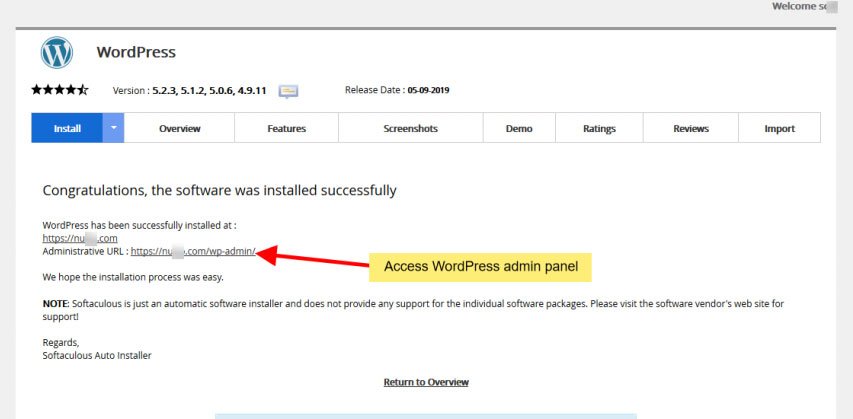 Welcome
WordPress
Version : 5.2.3, 5.1.2, 5.0.6, 4.9.11 Release Date : 05-09-2019
Install Overview Features Screenshots Demo Ratings Reviews Import
Congratulations, the software was installed successfully
WordPress has been successfully installed at :
https://nu .com
Administrative URL : https://nu .com/wp-admin/
Access WordPress admin panel
We hope the installation process was easy.
NOTE: Softaculous is just an automatic software installer and does not provide any support for the individual software packages. Please visit the software vendor's web site for
support!
Regards,
Softaculous Auto Installer
Return to Overview